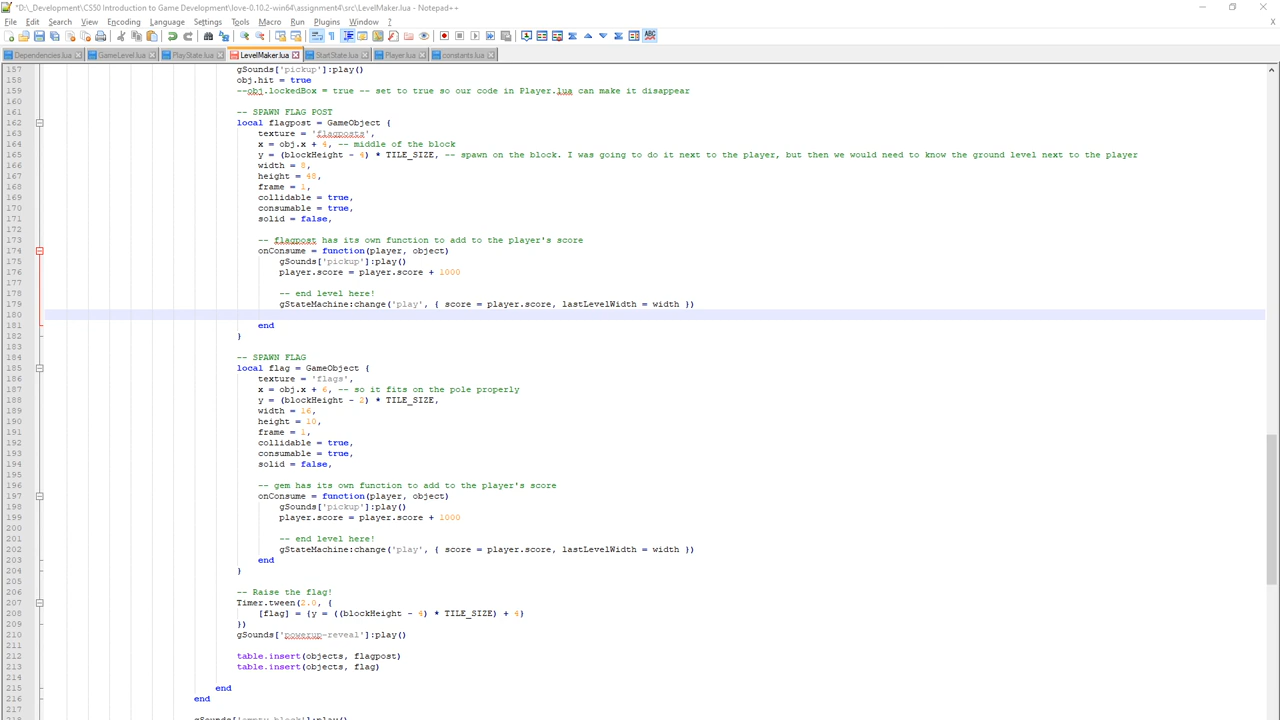 *D:\_Development\CS50 Introduction to Game Development\love-0.10.2-win64\assignment4\src\LevelMaker.lua - Notepad++
File Edit Search View Encoding Language Settings Tools Macro Run Plugins Window ?
X
Dependencies.lua GameLevel.lua PlayState.lua LevelMaker.lua StartState.lua Player.lua constants.lua
157 gSounds['pickup']:play()
158 obj.hit = true
159 --obj.lockedBox = true -- set to true so our code in Player.lua can make it disappear
160
161 -- SPAWN FLAG POST
162 local flagpost = GameObject {
163 texture = 'flagposts',
164 x = obj.x + 4, -- middle of the block
165 y = (blockHeight - 4) * TILE_SIZE, -- spawn on the block. I was going to do it next to the player, but then we would need to know the ground level next to the player
166 width = 8,
167 height = 48,
168 frame = 1,
169 collidable = true,
170 consumable = true,
171 solid = false,
172
173 -- flagpost has its own function to add to the player's score
174 onConsume = function(player, object)
175 gSounds['pickup']:play()
176 player.score = player.score + 1000
177
178 -- end level here!
179 gStateMachine:change('play', { score = player.score, lastLevelWidth = width })
180
181 end
182 }
183
184 -- SPAWN FLAG
185 local flag = GameObject {
186 texture = 'flags',
187 x = obj.x + 6, -- so it fits on the pole properly
188 y = (blockHeight - 2) * TILE_SIZE,
189 width = 16,
190 height = 10,
191 frame = 1,
192 collidable = true,
193 consumable = true,
194 solid = false,
195
196 -- gem has its own function to add to the player's score
197 onConsume = function(player, object)
198 gSounds['pickup']:play()
199 player.score = player.score + 1000
200
201 -- end level here!
202 gStateMachine:change('play', { score = player.score, lastLevelWidth = width })
203 end
204 }
205
206 -- Raise the flag!
207 Timer.tween(2.0, {
208 [flag] = {y = ((blockHeight - 4) * TILE_SIZE) + 4}
209 })
210 gSounds['powerup-reveal']:play()
211
212 table.insert(objects, flagpost)
213 table.insert(objects, flag)
214
215 end
216 end
217
218 gSounds['empty-block']:play()